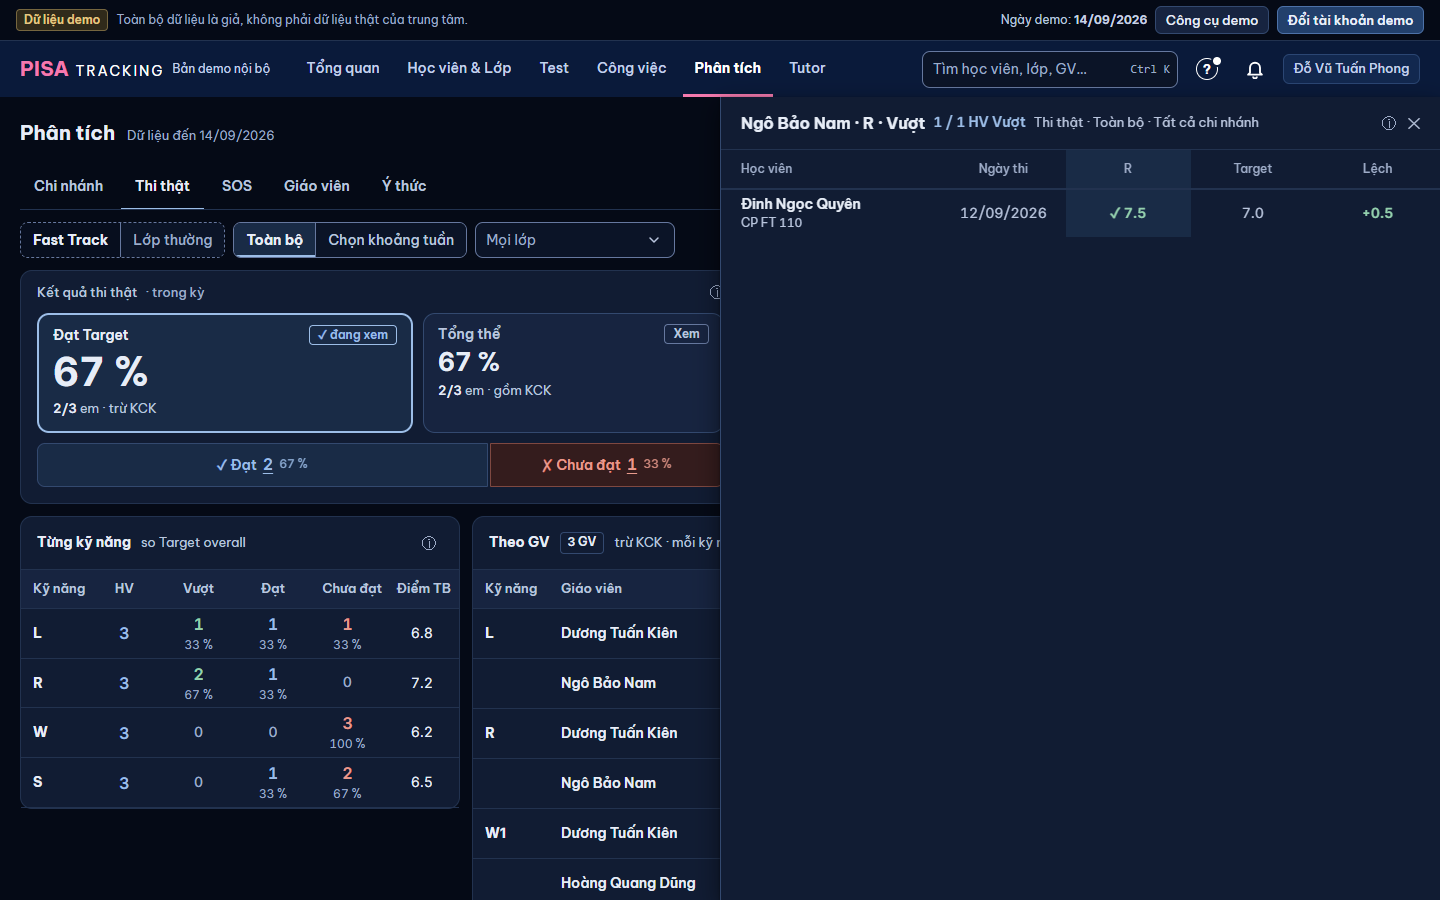 Dữ liệu demo Toàn bộ dữ liệu là giả, không phải dữ liệu thật của trung tâm. Ngày demo: 14/09/2026 Công cụ demo Đổi tài khoản demo
PISA TRACKING Bản demo nội bộ Tổng quan Học viên & Lớp Test Công việc Phân tích Tutor Tìm học viên, lớp, GV... Ctrl K ? Đỗ Vũ Tuấn Phong
Phân tích Dữ liệu đến 14/09/2026
Chi nhánh Thi thật SOS Giáo viên Ý thức
Fast Track Lớp thường Toàn bộ Chọn khoảng tuần Mọi lớp
Kết quả thi thật · trong kỳ
Đạt Target ✓ đang xem
67 %
2/3 em · trừ KCK
Tổng thể Xem
67 %
2/3 em · gồm KCK
✓ Đạt 2 67 % ✗ Chưa đạt 1 33 %
Từng kỹ năng so Target overall
Kỹ năng HV Vượt Đạt Chưa đạt Điểm TB
L 3 1 33 % 1 33 % 1 33 % 6.8
R 3 2 67 % 1 33 % 0 7.2
W 3 0 0 3 100 % 6.2
S 3 0 1 33 % 2 67 % 6.5
Theo GV 3 GV trừ KCK · mỗi kỹ
Kỹ năng Giáo viên
L Dương Tuấn Kiên
Ngô Bảo Nam
R Dương Tuấn Kiên
Ngô Bảo Nam
W1 Dương Tuấn Kiên
Hoàng Quang Dũng
Ngô Bảo Nam · R · Vượt 1 / 1 HV Vượt Thi thật · Toàn bộ · Tất cả chi nhánh
Học viên Ngày thi R Target Lệch
Đinh Ngọc Quyên 12/09/2026 ✓ 7.5 7.0 +0.5
CP FT 110